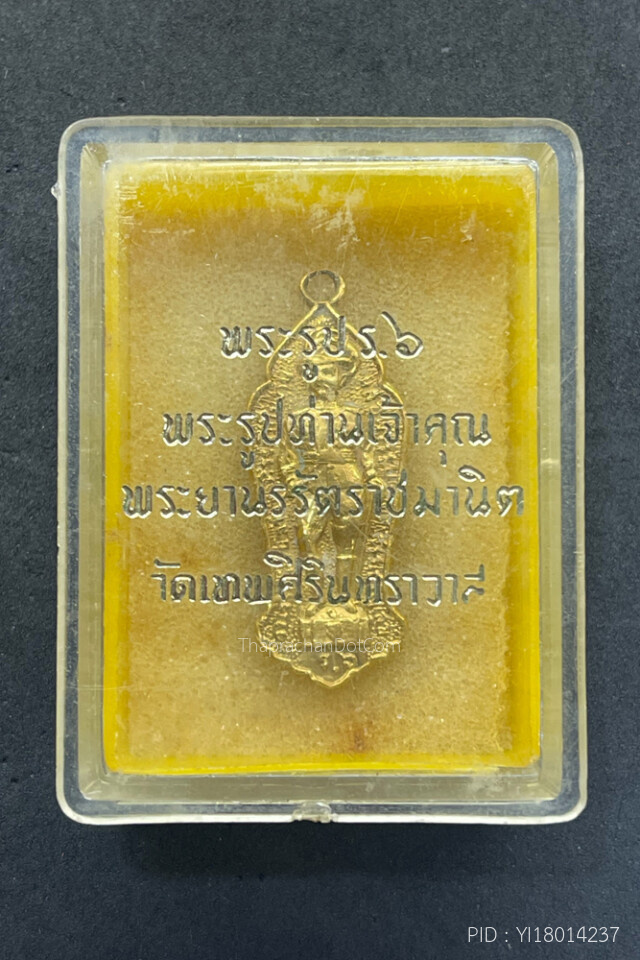 พระรูป ร.๖
พระรูปท่านเจ้าคุณ
พระยานรรัตราชมานิต
วัดเทพศิรินทราวาส
ThaprachanDotCom
PID : YI18014237